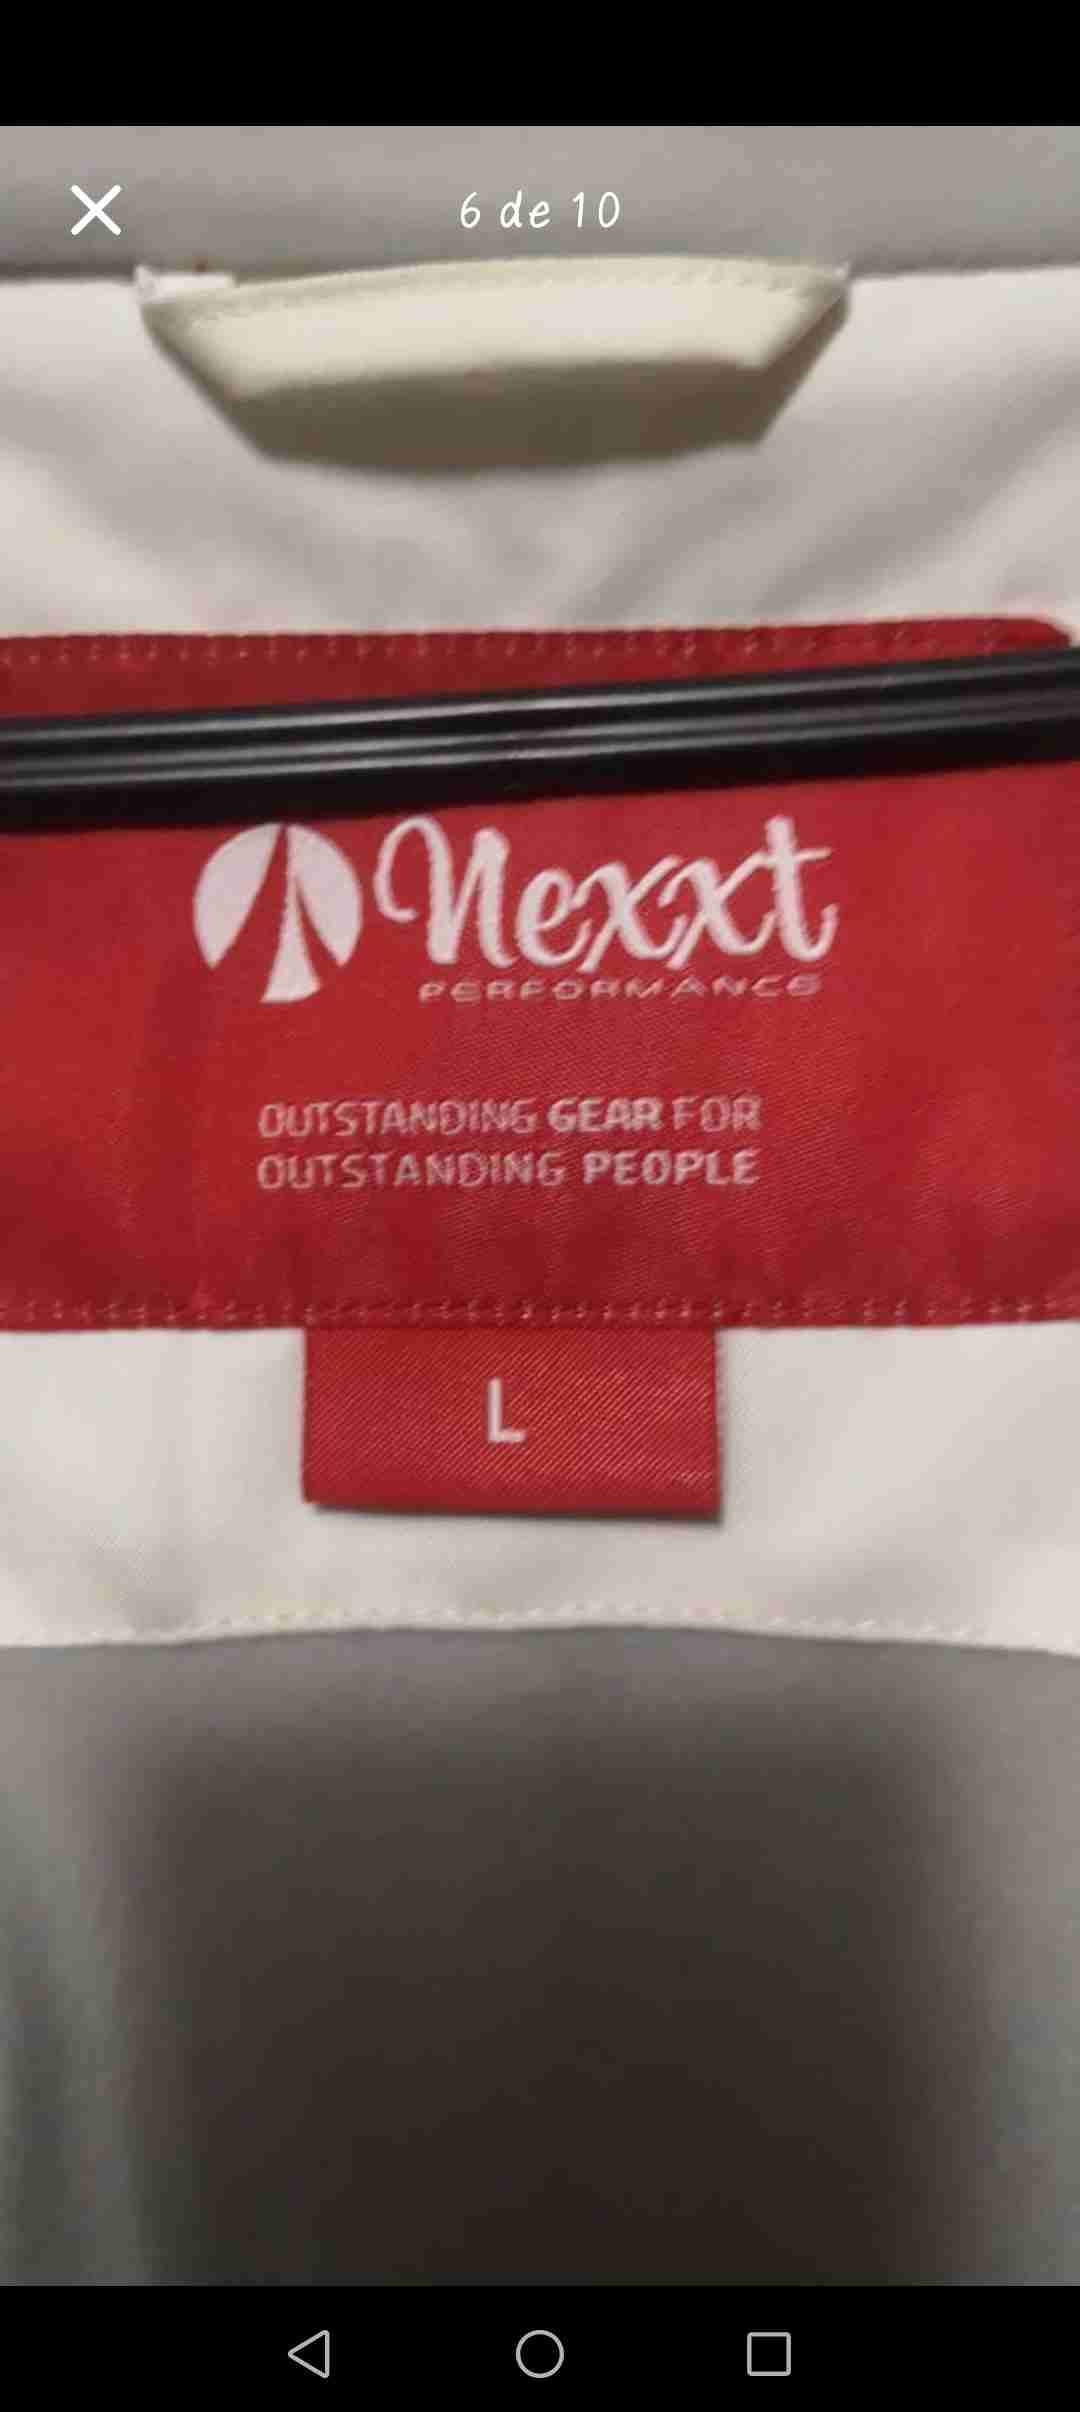 6 de 10
Nexxt
PERFORMANCE
OUTSTANDING GEAR FOR
OUTSTANDING PEOPLE
L